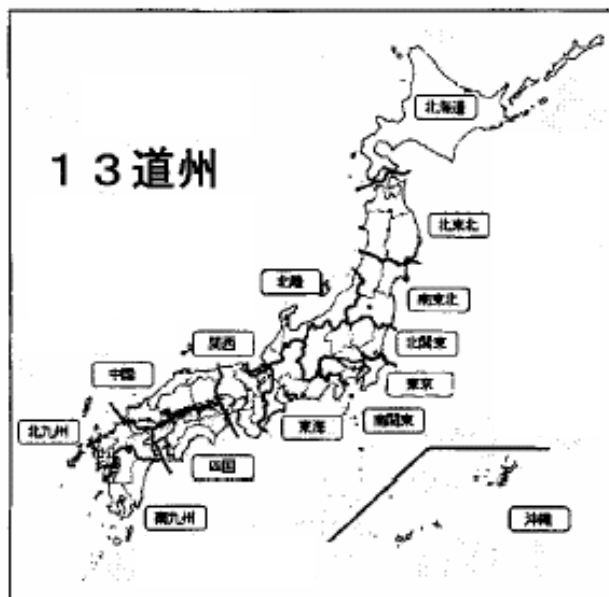 １３道州
北海道
北東北
北陸
南東北
関西
北関東
中国
東京
北九州
東海
南関東
四国
南九州
沖縄